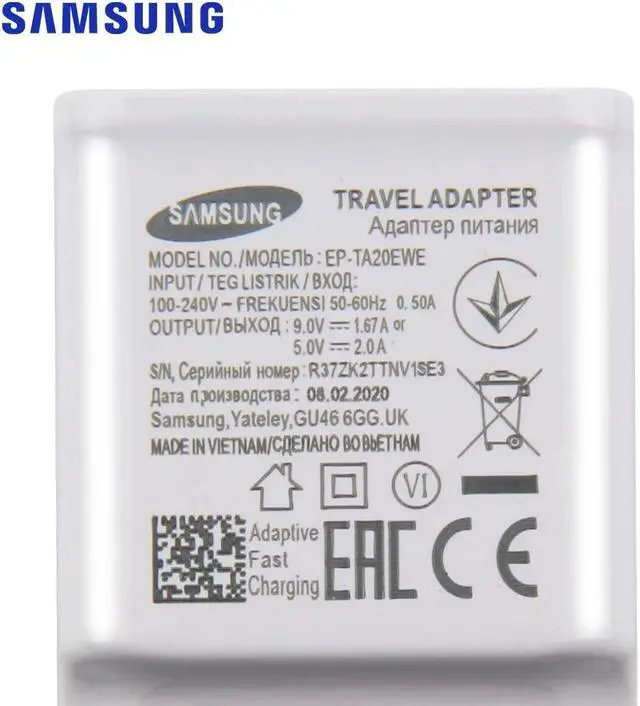 SAMSUNG
SAMSUNG
TRAVEL ADAPTER
Адаптер питания
MODEL NO./МОДЕЛЬ : EP-TA20EWE
INPUT / TEG LISTRIK / ВХОД:
100-240V ~ FREKUENSI 50-60Hz 0.50A
OUTPUT/ВЫХОД : 9.0V ⎓ 1.67A or
5.0V ⎓ 2.0A
S/N, Серийный номер : R37ZK2TTNV1SE3
Дата производства : 08.02.2020
Samsung,Yateley,GU46 6GG.UK
MADE IN VIETNAM/СДЕЛАНО ВО ВЬЕТНАМ
VI
Adaptive
Fast
Charging
EAC CE